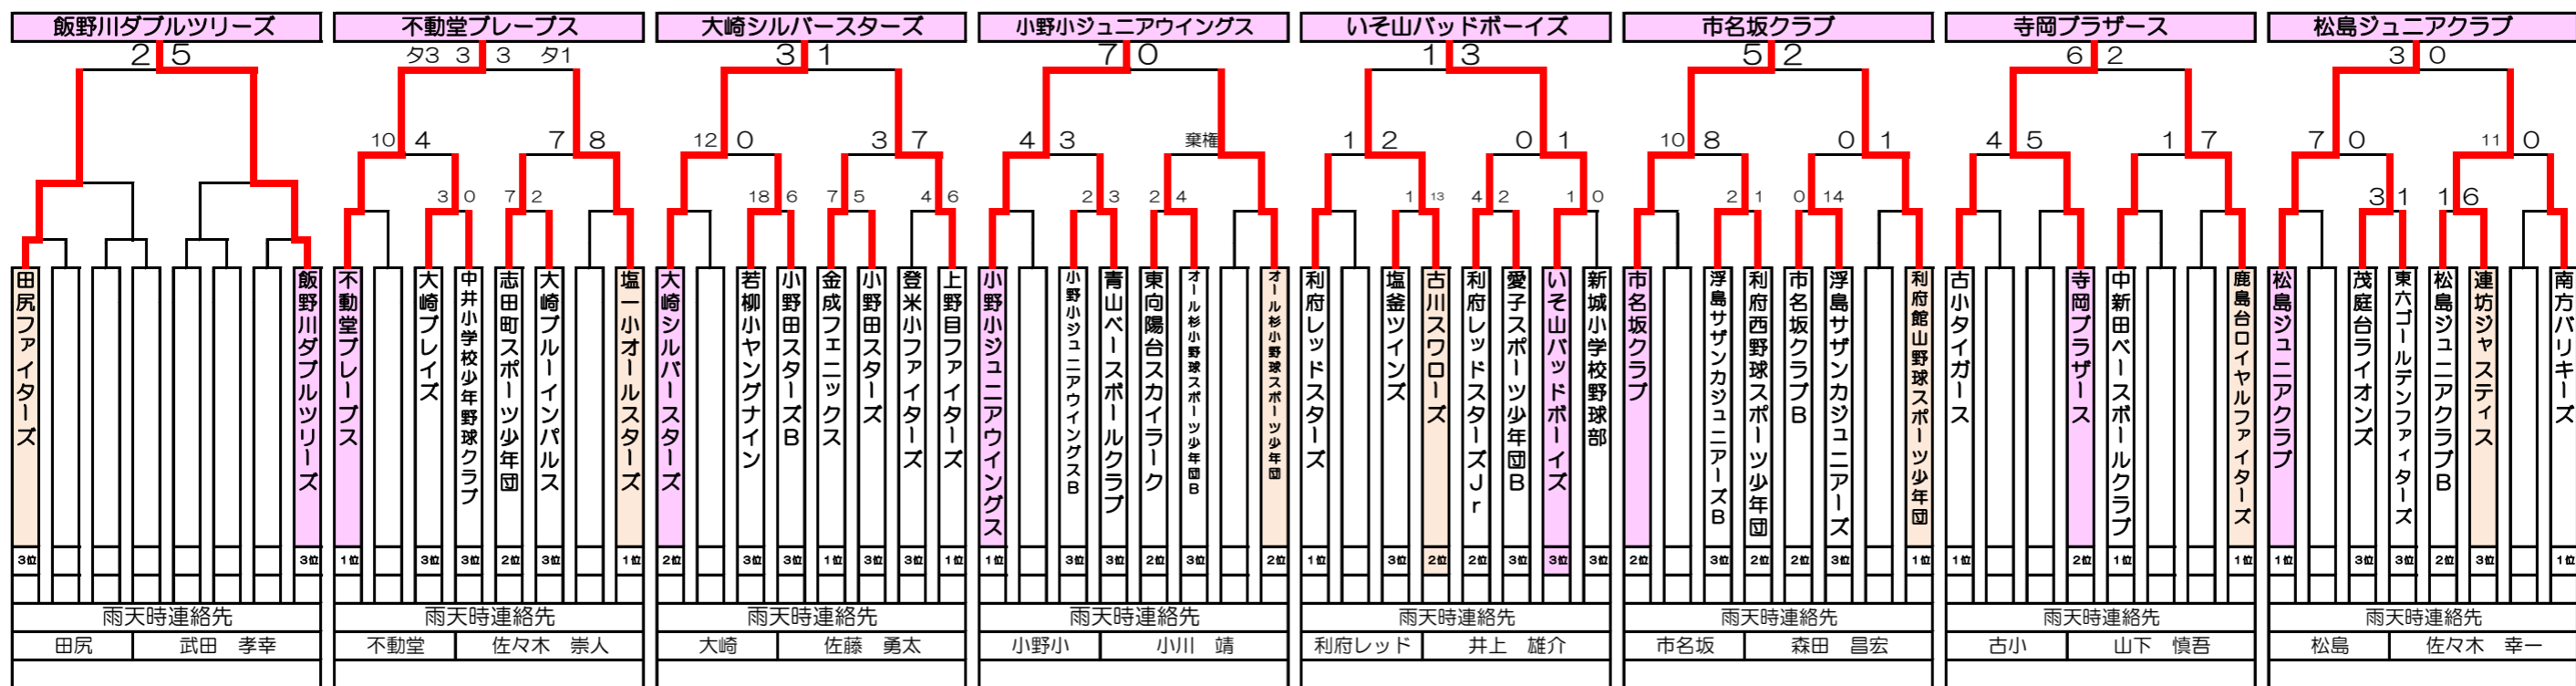 飯野川ダブルツリーズ
2 5
田尻ファイターズ
飯野川ダブルツリーズ
3位 3位
雨天時連絡先
田尻 武田 孝幸
不動堂ブレーブス
タ3 3 3 タ1
10 4 7 8
3 0 7 2
不動堂ブレーブス
大崎ブレイズ
中井小学校少年野球クラブ
志田町スポーツ少年団
大崎ブルーインパルス
塩一小オールスターズ
1位 3位 3位 2位 3位 1位
雨天時連絡先
不動堂 佐々木 崇人
大崎シルバースターズ
3 1
12 0 3 7
18 6 7 5 4 6
大崎シルバースターズ
若柳小ヤングナイン
小野田スターズB
金成フェニックス
小野田スターズ
登米小ファイターズ
上野目ファイターズ
2位 3位 3位 1位 3位 3位 1位
雨天時連絡先
大崎 佐藤 勇太
小野小ジュニアウイングス
7 0
4 3 棄権
2 3 2 4
小野小ジュニアウイングス
小野小ジュニアウイングスB
青山ベースボールクラブ
東向陽台スカイラーク
オール杉小野球スポーツ少年団B
オール杉小野球スポーツ少年団
1位 3位 3位 2位 3位 2位
雨天時連絡先
小野小 小川 靖
いそ山バッドボーイズ
1 3
1 2 0 1
1 13 4 2 1 0
利府レッドスターズ
塩釜ツインズ
古川スワローズ
利府レッドスターズJr
愛子スポーツ少年団B
いそ山バッドボーイズ
新城小学校野球部
1位 3位 2位 2位 3位 3位 3位
雨天時連絡先
利府レッド 井上 雄介
市名坂クラブ
5 2
10 8 0 1
2 1 0 14
市名坂クラブ
浮島サザンカジュニアーズB
利府西野球スポーツ少年団
市名坂クラブB
浮島サザンカジュニアーズ
利府館山野球スポーツ少年団
2位 3位 2位 2位 3位 1位
雨天時連絡先
市名坂 森田 昌宏
寺岡ブラザース
6 2
4 5 1 7
古小タイガース
寺岡ブラザース
中新田ベースボールクラブ
鹿島台ロイヤルファイターズ
1位 2位 1位 1位
雨天時連絡先
古小 山下 慎吾
松島ジュニアクラブ
3 0
7 0 11 0
3 1 1 6
松島ジュニアクラブ
茂庭台ライオンズ
東六ゴールデンファイターズ
松島ジュニアクラブB
連坊ジャスティス
南方バリキーズ
1位 3位 3位 2位 3位 1位
雨天時連絡先
松島 佐々木 幸一